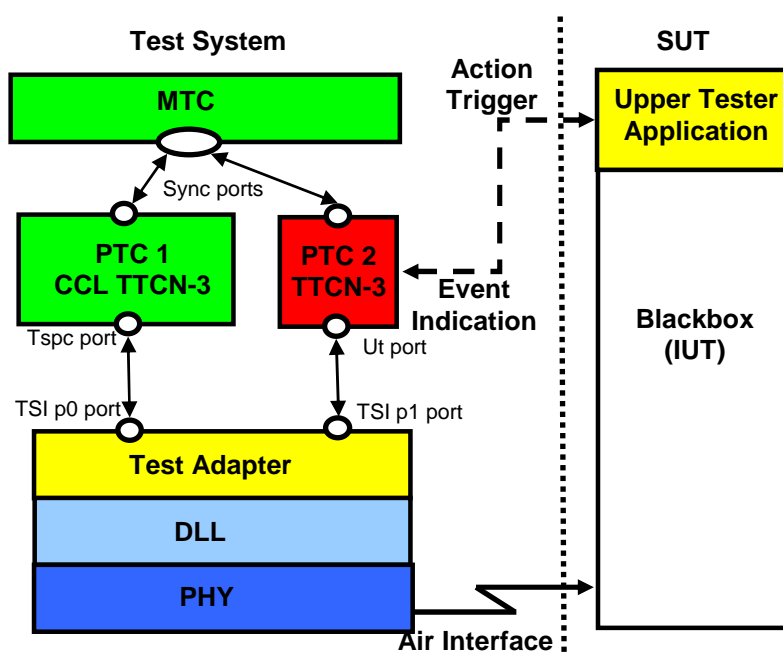 Test System
SUT
MTC
Action
Trigger
Upper Tester
Application
Sync ports
PTC 1
CCL TTCN-3
PTC 2
TTCN-3
Event
Indication
Blackbox
(IUT)
Tspc port
Ut port
TSI p0 port
TSI p1 port
Test Adapter
DLL
PHY
Air Interface